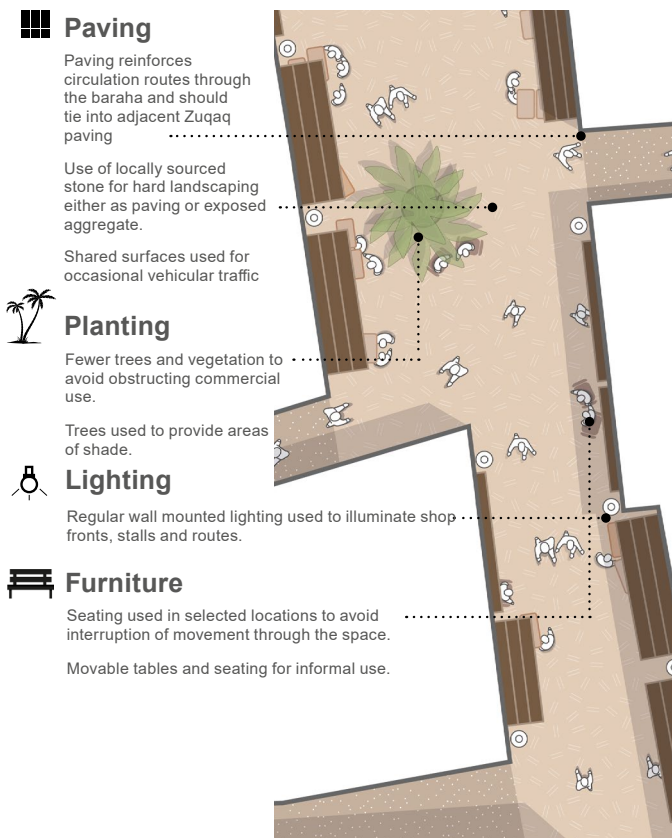 Paving
Paving reinforces
circulation routes through
the baraha and should
tie into adjacent Zuqaq
paving
Use of locally sourced
stone for hard landscaping
either as paving or exposed
aggregate.
Shared surfaces used for
occasional vehicular traffic
Planting
Fewer trees and vegetation to
avoid obstructing commercial
use.
Trees used to provide areas
of shade.
Lighting
Regular wall mounted lighting used to illuminate shop
fronts, stalls and routes.
Furniture
Seating used in selected locations to avoid
interruption of movement through the space.
Movable tables and seating for informal use.